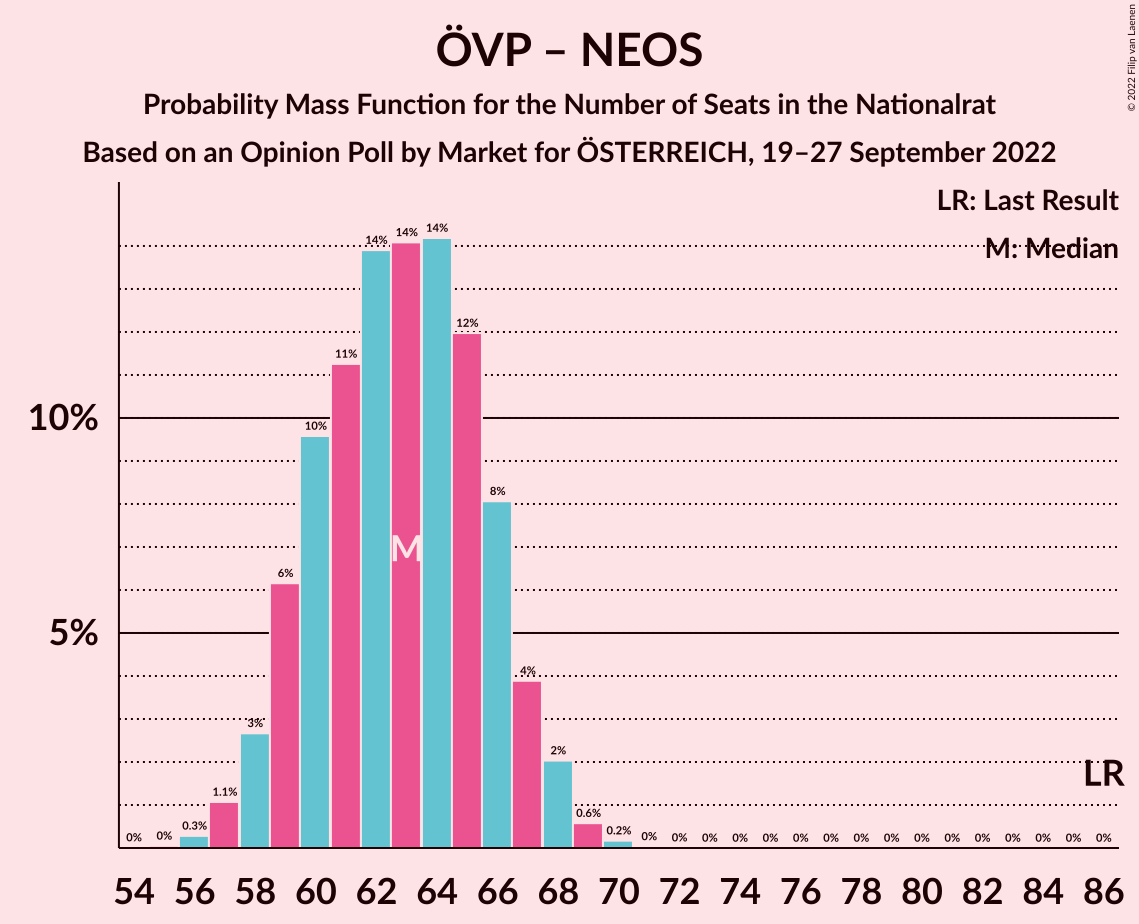 ÖVP – NEOS
Probability Mass Function for the Number of Seats in the Nationalrat
Based on an Opinion Poll by Market for ÖSTERREICH, 19–27 September 2022
© 2022 Filip van Laenen
LR: Last Result
M: Median
10%
5%
0% 0% 0.3% 1.1% 3% 6% 10% 11% 14% 14% 14% 12% 8% 4% 2% 0.6% 0.2% 0% 0% 0% 0% 0% 0% 0% 0% 0% 0% 0% 0% 0% 0% 0% 0%
M
LR
54 56 58 60 62 64 66 68 70 72 74 76 78 80 82 84 86